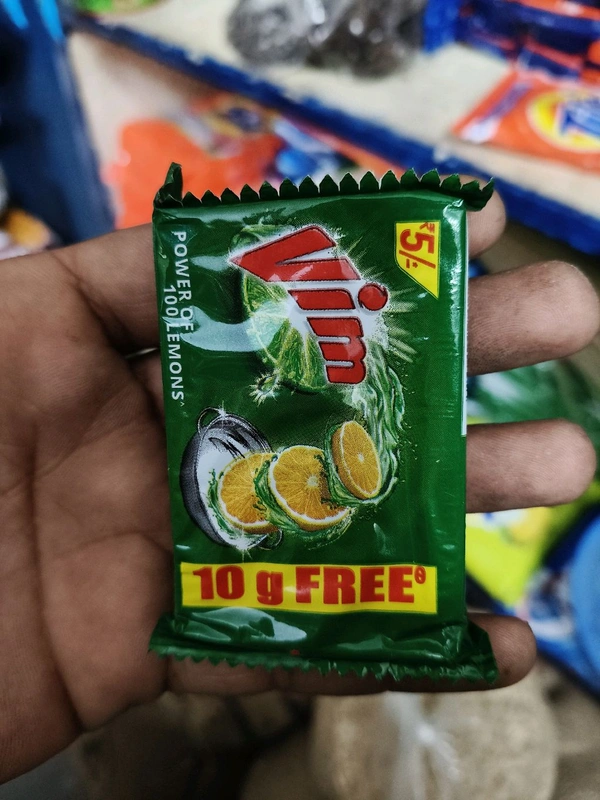 Vim
₹5/-
POWER OF
100 LEMONS^
10 g FREE^θ